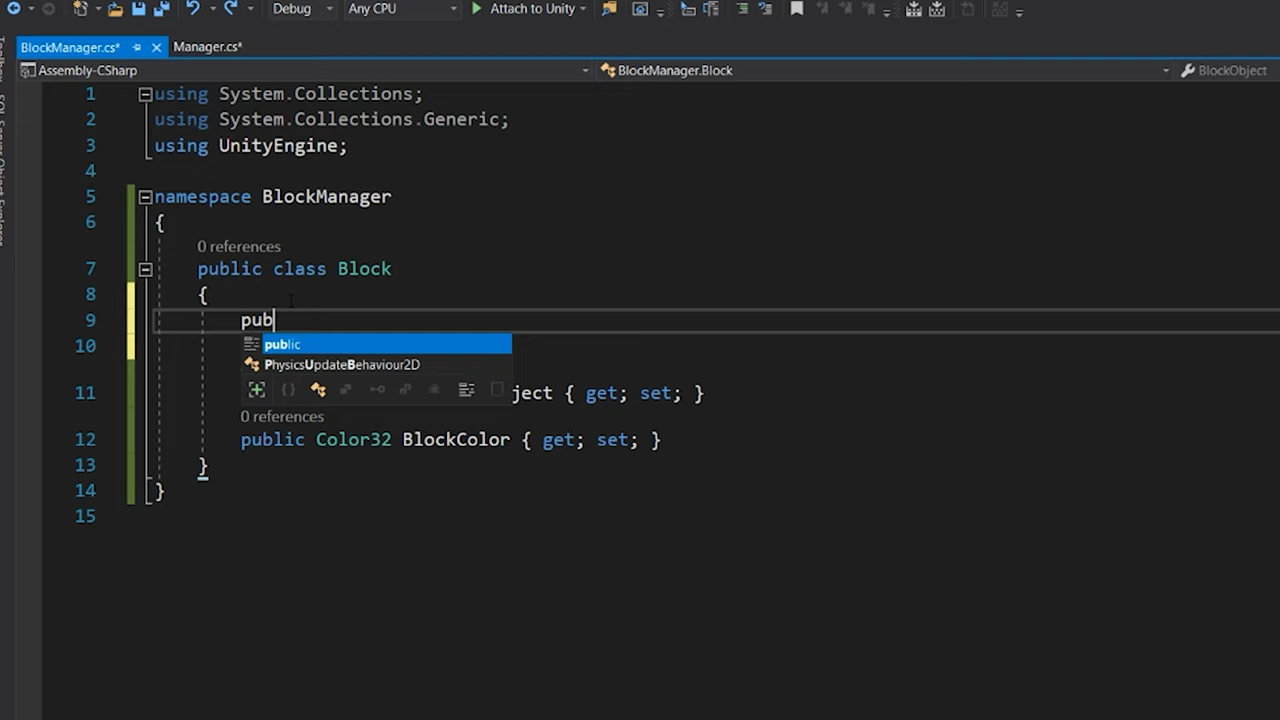 Debug Any CPU Attach to Unity
BlockManager.cs* Manager.cs*
Assembly-CSharp BlockManager.Block BlockObject
1 using System.Collections;
2 using System.Collections.Generic;
3 using UnityEngine;
4
5 namespace BlockManager
6 {
0 references
7 public class Block
8 {
9 pub
public
PhysicsUpdateBehaviour2D
10
11 ject { get; set; }
0 references
12 public Color32 BlockColor { get; set; }
13 }
14 }
15